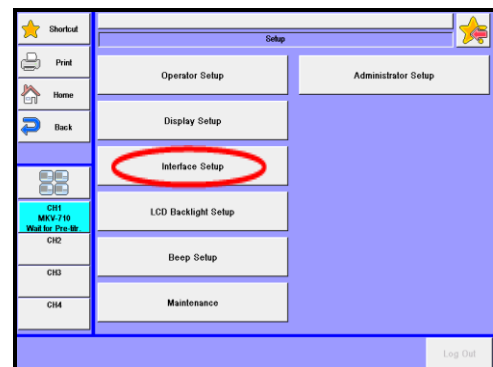 Shortcut
Print
Home
Back
CH1
MKV-710
Wait for Pre-titr.
CH2
CH3
CH4
Setup
Operator Setup
Administrator Setup
Display Setup
Interface Setup
LCD Backlight Setup
Beep Setup
Maintenance
Log Out